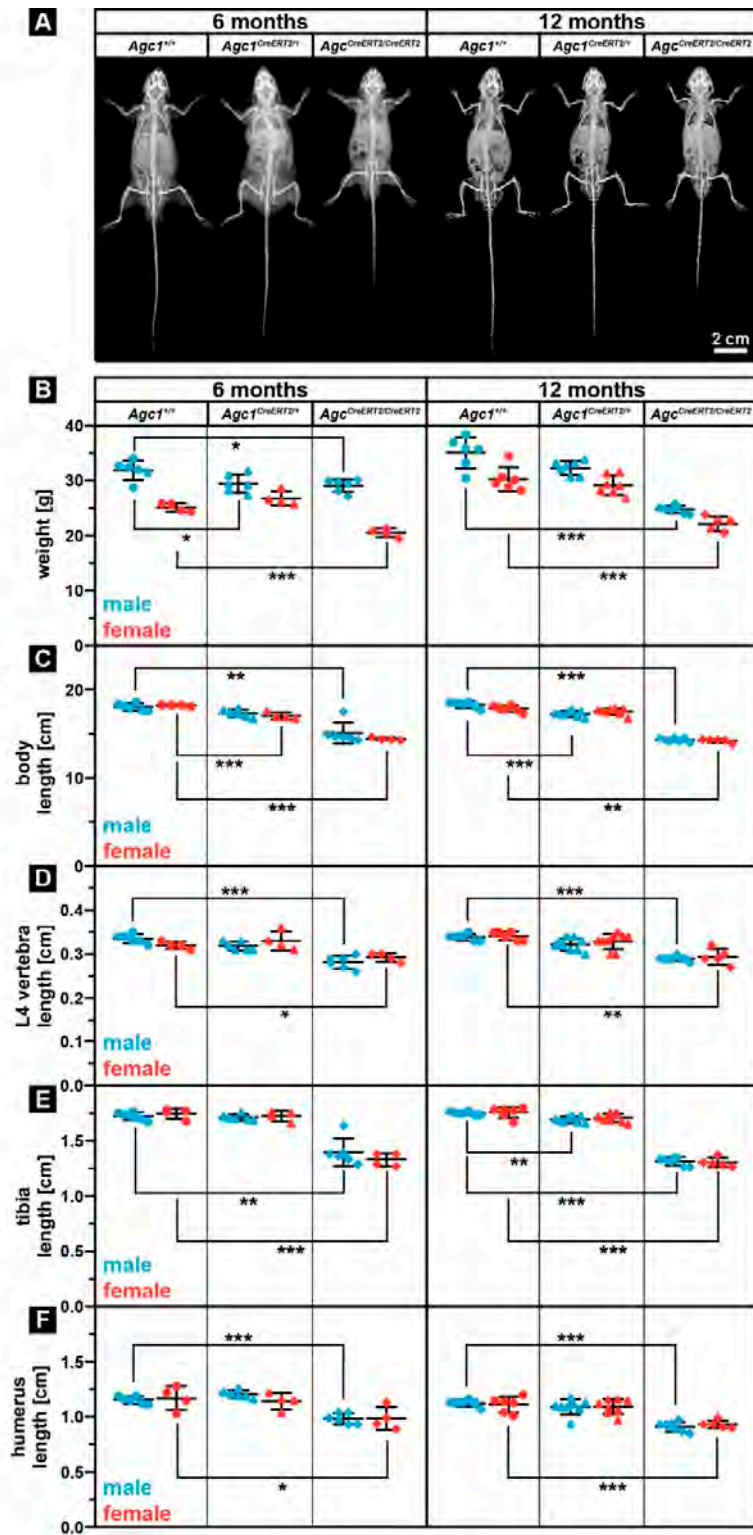 A
6 months 12 months
Agc1+/+ Agc1CreERT2/+ AgcCreERT2/CreERT2 Agc1+/+ Agc1CreERT2/+ AgcCreERT2/CreERT2
2 cm
B
6 months 12 months
Agc1+/+ Agc1CreERT2/+ AgcCreERT2/CreERT2 Agc1+/+ Agc1CreERT2/+ AgcCreERT2/CreERT2
weight [g]
40
30
20
10
0
*
*
***
***
***
male
female
C
body
length [cm]
20
10
0
**
***
***
***
***
**
male
female
D
L4 vertebra
length [cm]
0.4
0.3
0.2
0.1
0.0
***
*
***
**
male
female
E
tibia
length [cm]
1.5
1.0
0.5
0.0
**
***
**
***
***
male
female
F
humerus
length [cm]
1.5
1.0
0.5
0.0
***
*
***
***
male
female